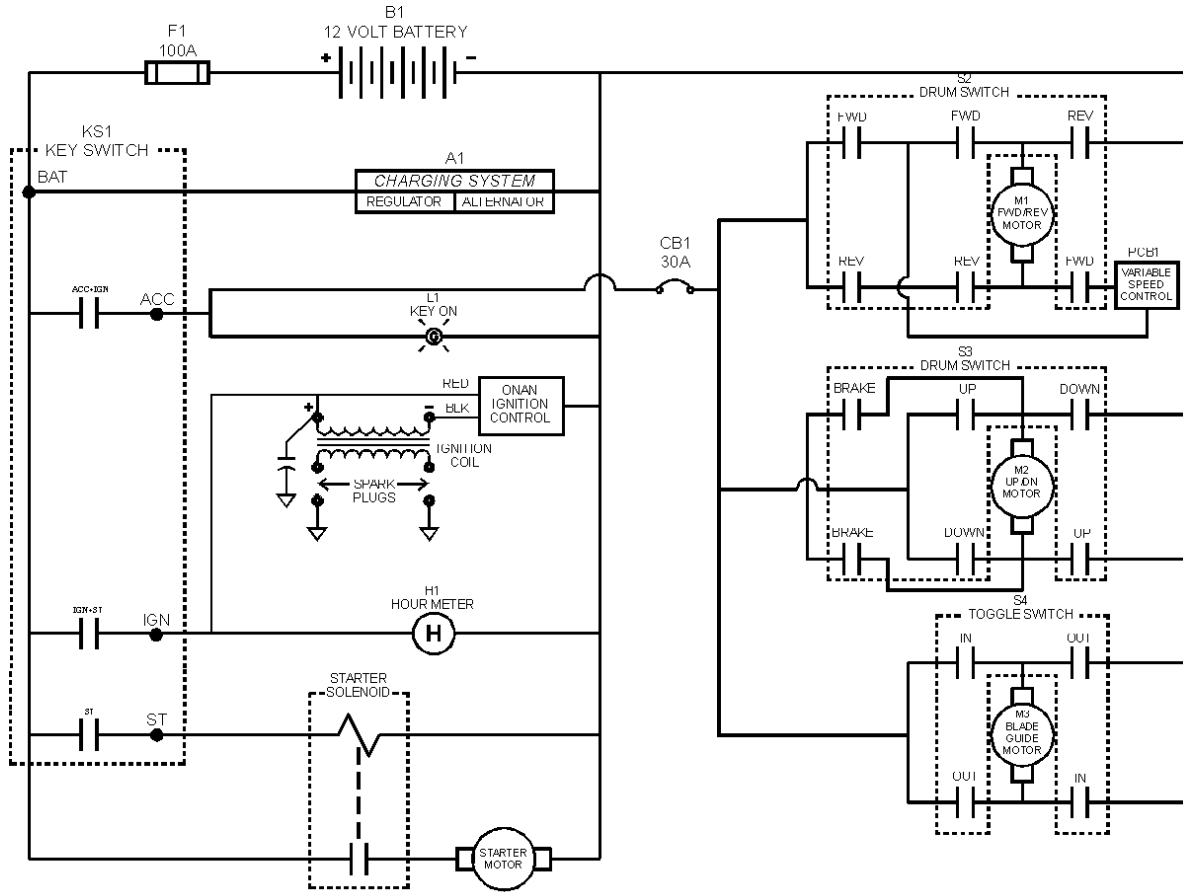 F1
100A
B1
12 VOLT BATTERY
+
-
KS1
KEY SWITCH
BAT
A1
CHARGING SYSTEM
REGULATOR
ALTERNATOR
ACC+IGN
ACC
L1
KEY ON
G
CB1
30A
RED
BLK
ONAN
IGNITION
CONTROL
+
-
IGNITION
COIL
SPARK
PLUGS
IGN+ST
IGN
H1
HOUR METER
H
ST
ST
STARTER
SOLENOID
STARTER
MOTOR
S2
DRUM SWITCH
FWD
FWD
REV
M1
FWD/REV
MOTOR
REV
REV
FWD
PCB1
VARIABLE
SPEED
CONTROL
S3
DRUM SWITCH
BRAKE
UP
DOWN
M2
UP/DN
MOTOR
BRAKE
DOWN
UP
S4
TOGGLE SWITCH
IN
OUT
M3
BLADE
GUIDE
MOTOR
OUT
IN